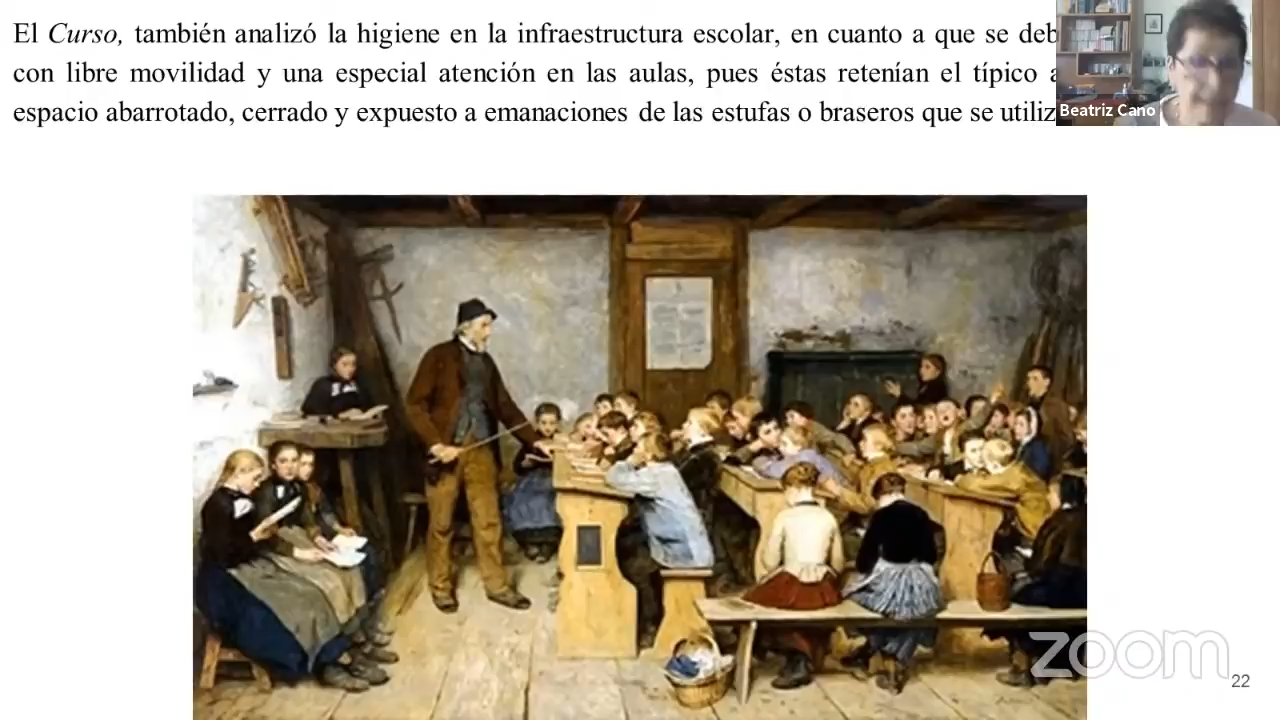 El Curso, también analizó la higiene en la infraestructura escolar, en cuanto a que se
con libre movilidad y una especial atención en las aulas, pues éstas retenían el típico
espacio abarrotado, cerrado y expuesto a emanaciones de las estufas o braseros que se
Beatriz Cano
zoom
22